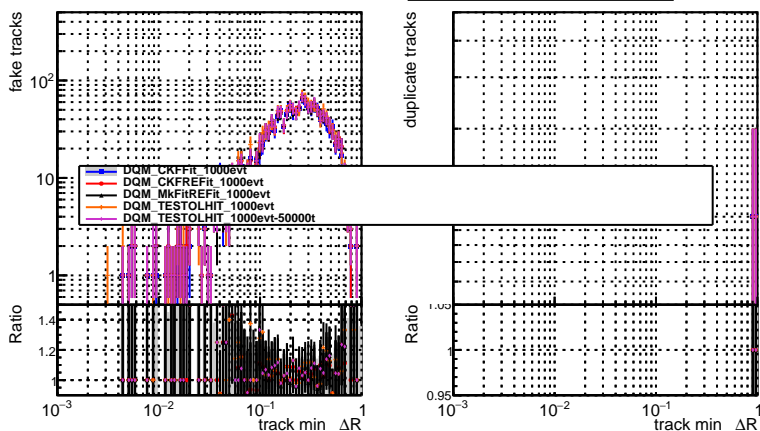 fake tracks
10²
10
1
DQM_CKFFit_1000evt
DQM_CKFREFit_1000evt
DQM_MkFitREFit_1000evt
DQM_TESTOLHIT_1000evt
DQM_TESTOLHIT_1000evt-50000t
Ratio
1.4
1.2
1
10⁻³
10⁻²
10⁻¹
1
track min ΔR
duplicate tracks
Ratio
1.05
1
0.95
10⁻³
10⁻²
10⁻¹
1
track min ΔR